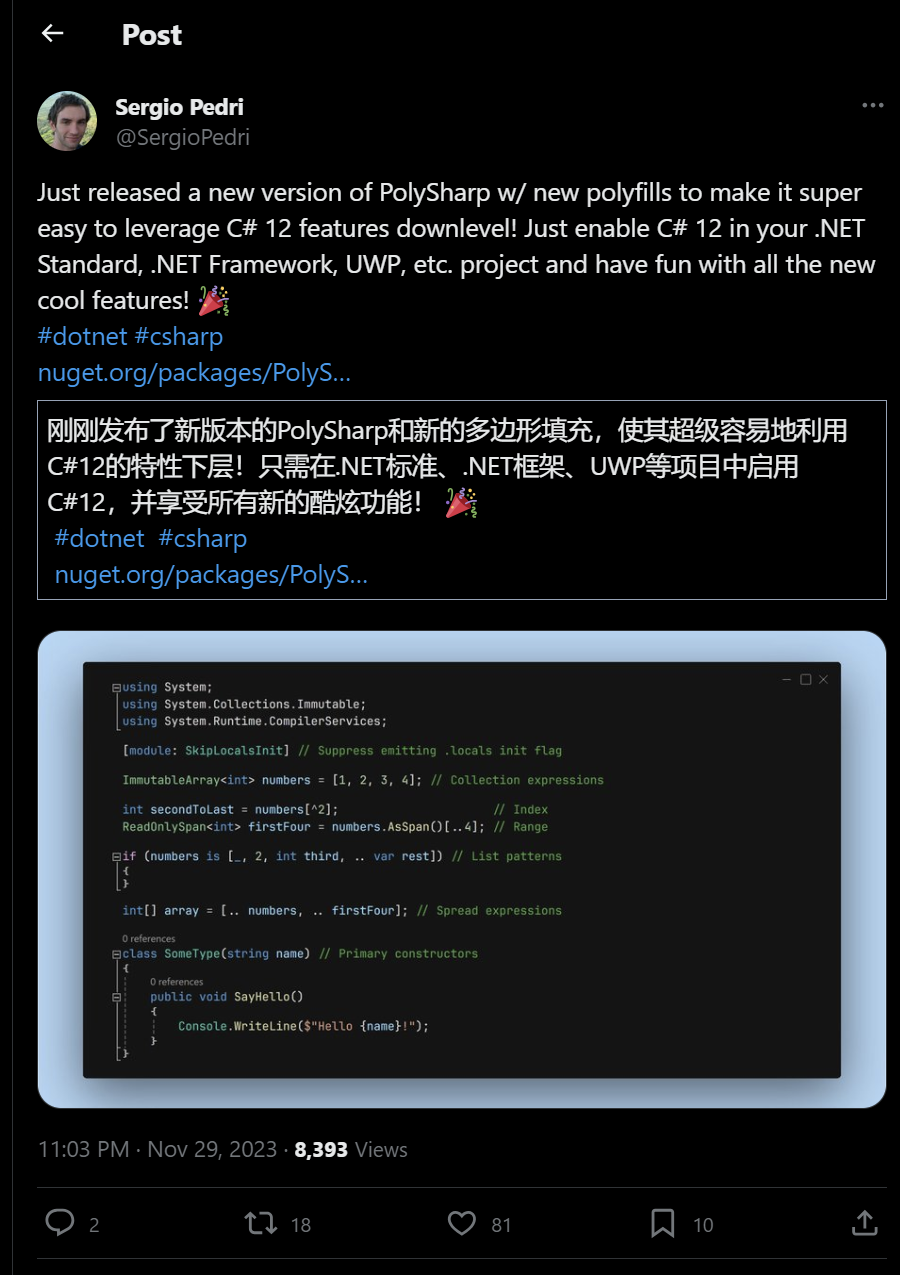 Post
Sergio Pedri
@SergioPedri
Just released a new version of PolySharp w/ new polyfills to make it super
easy to leverage C# 12 features downlevel! Just enable C# 12 in your .NET
Standard, .NET Framework, UWP, etc. project and have fun with all the new
cool features! 🎉
#dotnet #csharp
nuget.org/packages/PolyS...
刚刚发布了新版本的PolySharp和新的多边形填充，使其超级容易地利用
C#12的特性下层！只需在.NET标准、.NET框架、UWP等项目中启用
C#12，并享受所有新的酷炫功能！ 🎉
#dotnet #csharp
nuget.org/packages/PolyS...
using System;
using System.Collections.Immutable;
using System.Runtime.CompilerServices;
[module: SkipLocalsInit] // Suppress emitting .locals init flag
ImmutableArray<int> numbers = [1, 2, 3, 4]; // Collection expressions
int secondToLast = numbers[^2]; // Index
ReadOnlySpan<int> firstFour = numbers.AsSpan()[..4]; // Range
if (numbers is [_, 2, int third, .. var rest]) // List patterns
{
}
int[] array = [.. numbers, .. firstFour]; // Spread expressions
0 references
class SomeType(string name) // Primary constructors
{
0 references
public void SayHello()
{
Console.WriteLine($"Hello {name}!");
}
}
11:03 PM · Nov 29, 2023 · 8,393 Views
2 18 81 10